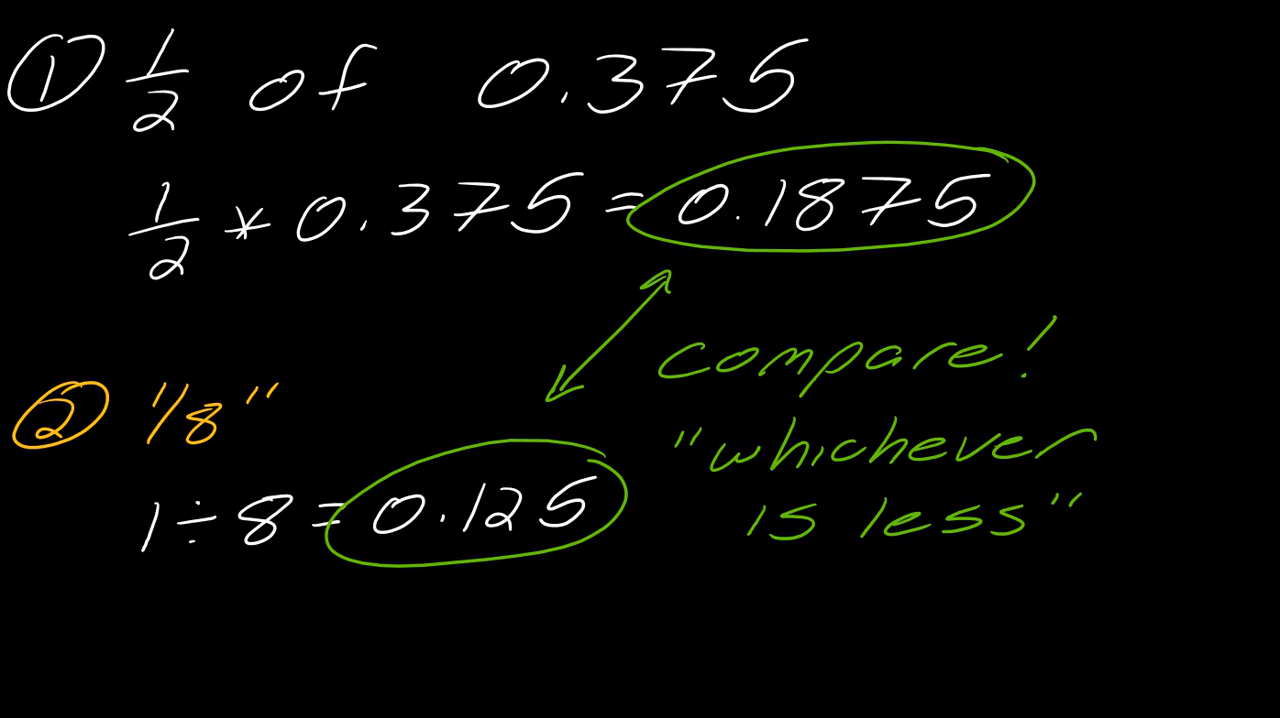 ① 1/2 of 0.375
1/2 * 0.375 = 0.1875
compare!
② 1/8"
"whichever
is less"
1 ÷ 8 = 0.125